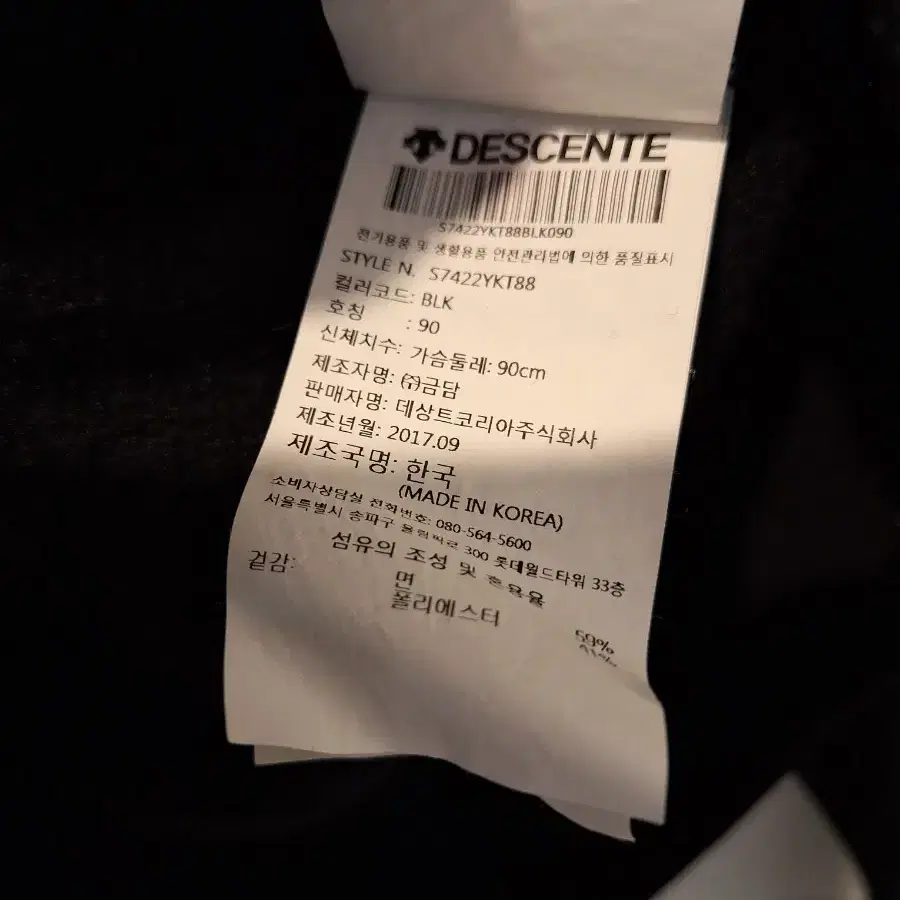 DESCENTE
S7422YKT88BLK090
전기용품 및 생활용품 안전관리법에 의한 품질표시
STYLE N. S7422YKT88
컬러코드: BLK
호칭 : 90
신체치수: 가슴둘레: 90cm
제조자명: ㈜금담
판매자명: 데상트코리아주식회사
제조년월: 2017.09
제조국명: 한국
(MADE IN KOREA)
소비자상담실 전화번호: 080-564-5600
서울특별시 송파구 300 롯데월드타워 33층
섬유의 조성 및 혼용율
겉감:
면 59%
폴리에스터